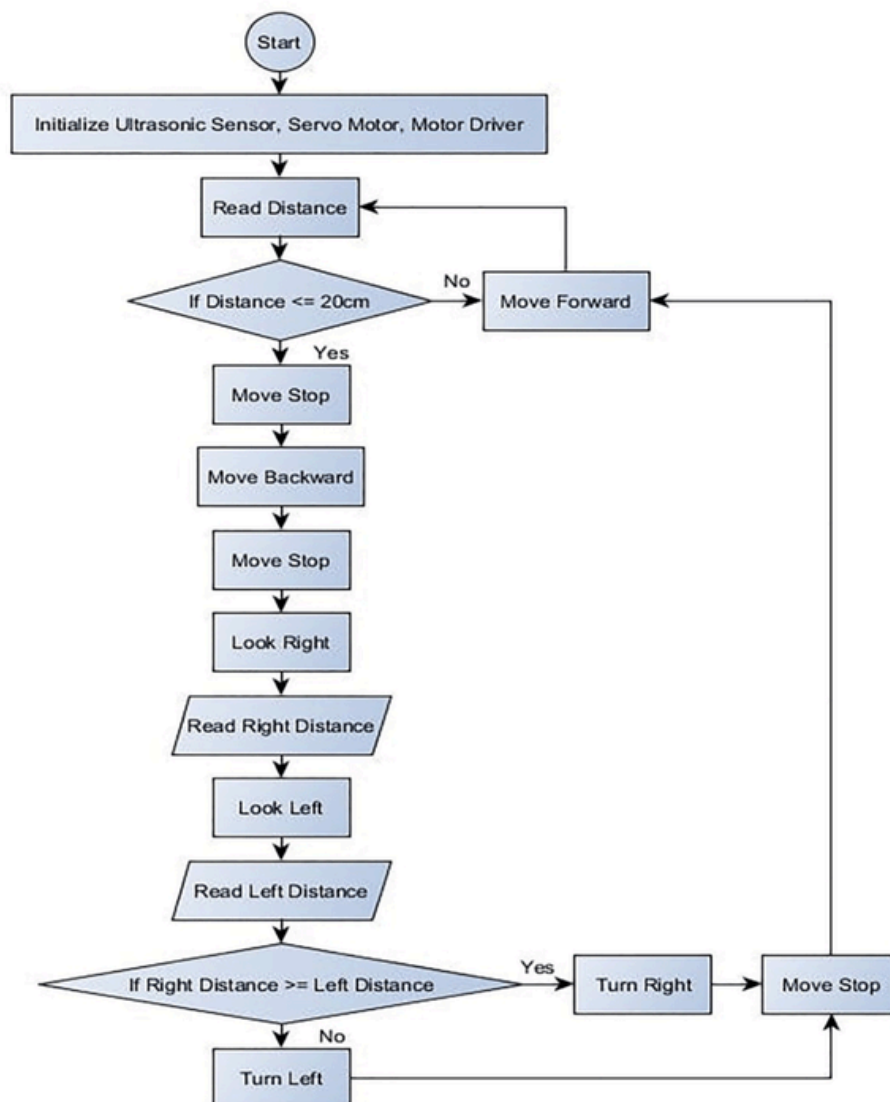 Start
Initialize Ultrasonic Sensor, Servo Motor, Motor Driver
Read Distance
If Distance <= 20cm
No
Move Forward
Yes
Move Stop
Move Backward
Move Stop
Look Right
Read Right Distance
Look Left
Read Left Distance
If Right Distance >= Left Distance
Yes
Turn Right
Move Stop
No
Turn Left